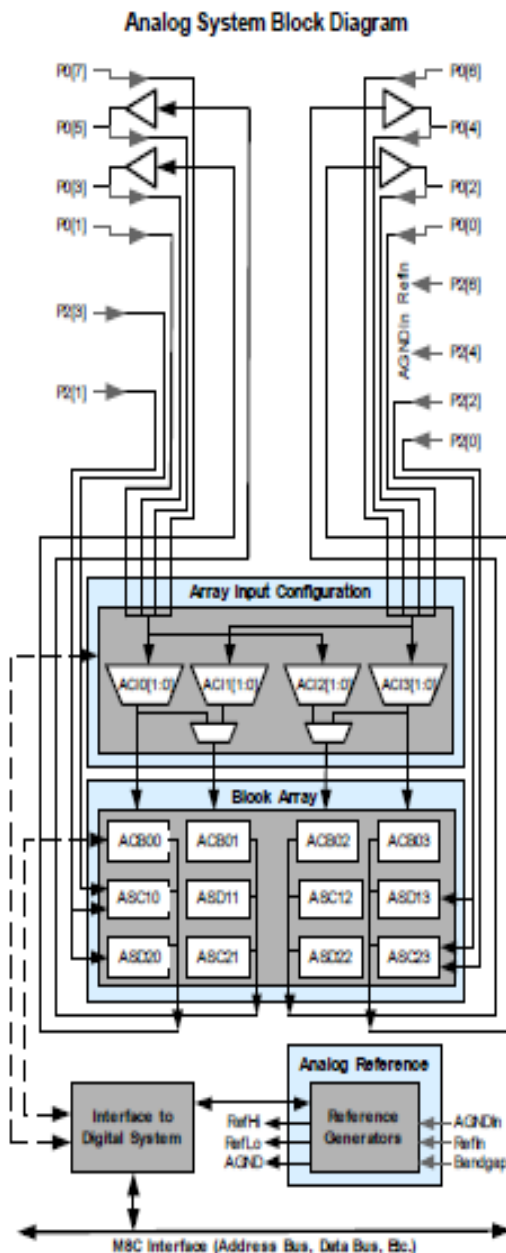 Analog System Block Diagram
P0[7]
P0[6]
P0[5]
P0[4]
P0[3]
P0[2]
P0[1]
P0[0]
AGNDIn RefIn
P2[6]
P2[3]
P2[4]
P2[1]
P2[2]
P2[0]
Array Input Configuration
ACI0[1:0]
ACI1[1:0]
ACI2[1:0]
ACI3[1:0]
Block Array
ACB00
ACB01
ACB02
ACB03
ASC10
ASD11
ASC12
ASD13
ASD20
ASC21
ASD22
ASC23
Analog Reference
Interface to
Digital System
RefHi
RefLo
AGND
Reference
Generators
AGNDIn
RefIn
Bandgap
M8C Interface (Address Bus, Data Bus, Etc.)